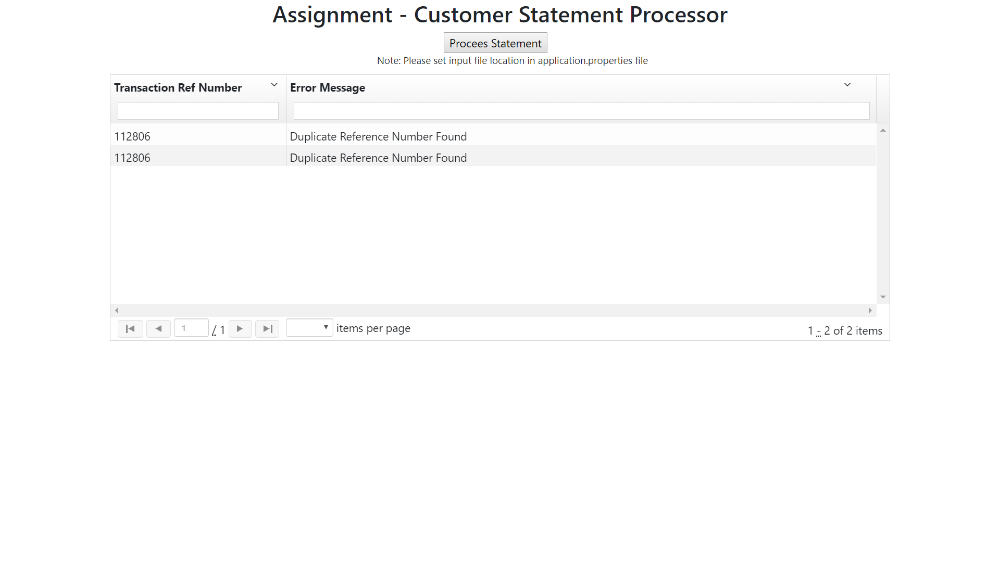 Assignment - Customer Statement Processor
Procees Statement
Note: Please set input file location in application.properties file
Transaction Ref Number Error Message
112806 Duplicate Reference Number Found
112806 Duplicate Reference Number Found
1 / 1 items per page 1 - 2 of 2 items